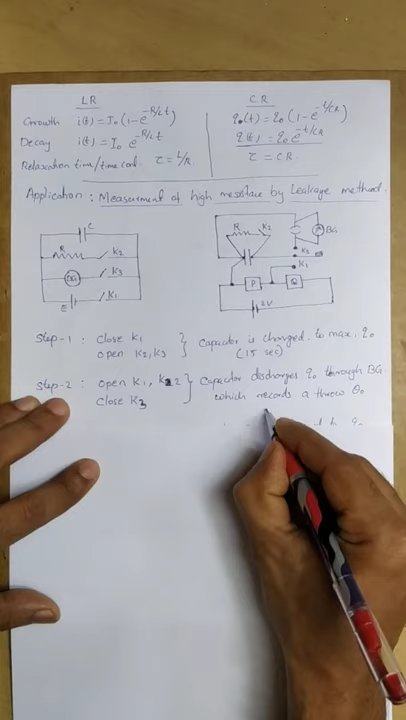 LR
Growth i(t) = I₀ (1-e^-R/L t)
Decay i(t) = I₀ e^-R/L t
Relaxation time/time const. τ = L/R
CR
q₀(t) = q₀ (1-e^-t/CR)
q(t) = q₀ e^-t/CR
τ = CR.
Application : Measurment of high resistace by Leakage method.
C
R K2
BG K3
E K1
R K2
BG
K3
K1
P Q
2V
Step-1 : Close K1 } Capacitor is charged to max. q₀
open K2, K3 (15 sec)
Step-2 : open K1, K2 } Capacitor discharges q₀ through BG
Close K3 which records a throw θ₀